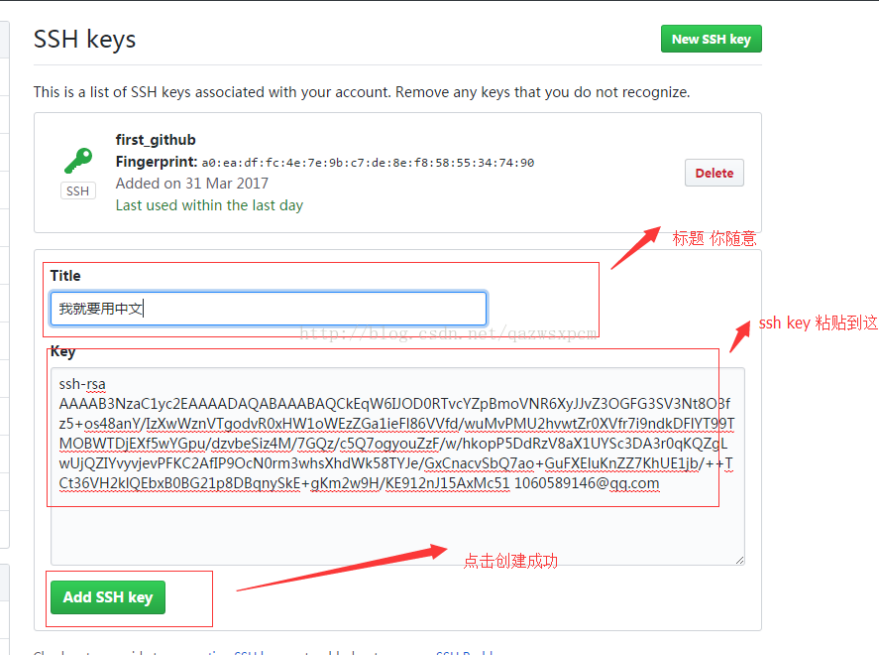 SSH keys
New SSH key
This is a list of SSH keys associated with your account. Remove any keys that you do not recognize.
first_github
Fingerprint: a0:ea:df:fc:4e:7e:9b:c7:de:8e:f8:58:55:34:74:90
SSH
Added on 31 Mar 2017
Delete
Last used within the last day
标题 你随意
Title
我就要用中文
http://blog.csdn.net/qazwsxpcm
ssh key 粘贴到这
Key
ssh-rsa
AAAAB3NzaC1yc2EAAAADAQABAAABAQCkEqW6IJOD0RTvcYZpBmoVNR6XyJJvZ3OGFG3SV3Nt8O3f
z5+os48anY/IzXwWznVTgodvR0xHW1oWEzZGa1ieFI86VVfd/wuMvPMU2hvwtZr0XVfr7i9ndkDFlYT99T
MOBWTDjEXf5wYGpu/dzvbeSiz4M/7GQz/c5Q7ogyouZzF/w/hkopP5DdRzV8aX1UYSc3DA3r0qKQZgL
wUjQZIYvyvjevPFKC2AfIP9OcN0rm3whsXhdWk58TYJe/GxCnacvSbQ7ao+GuFXEIuKnZZ7KhUE1jb/++T
Ct36VH2klQEbxB0BG21p8DBqnySkE+gKm2w9H/KE912nJ15AxMc51 1060589146@qq.com
点击创建成功
Add SSH key